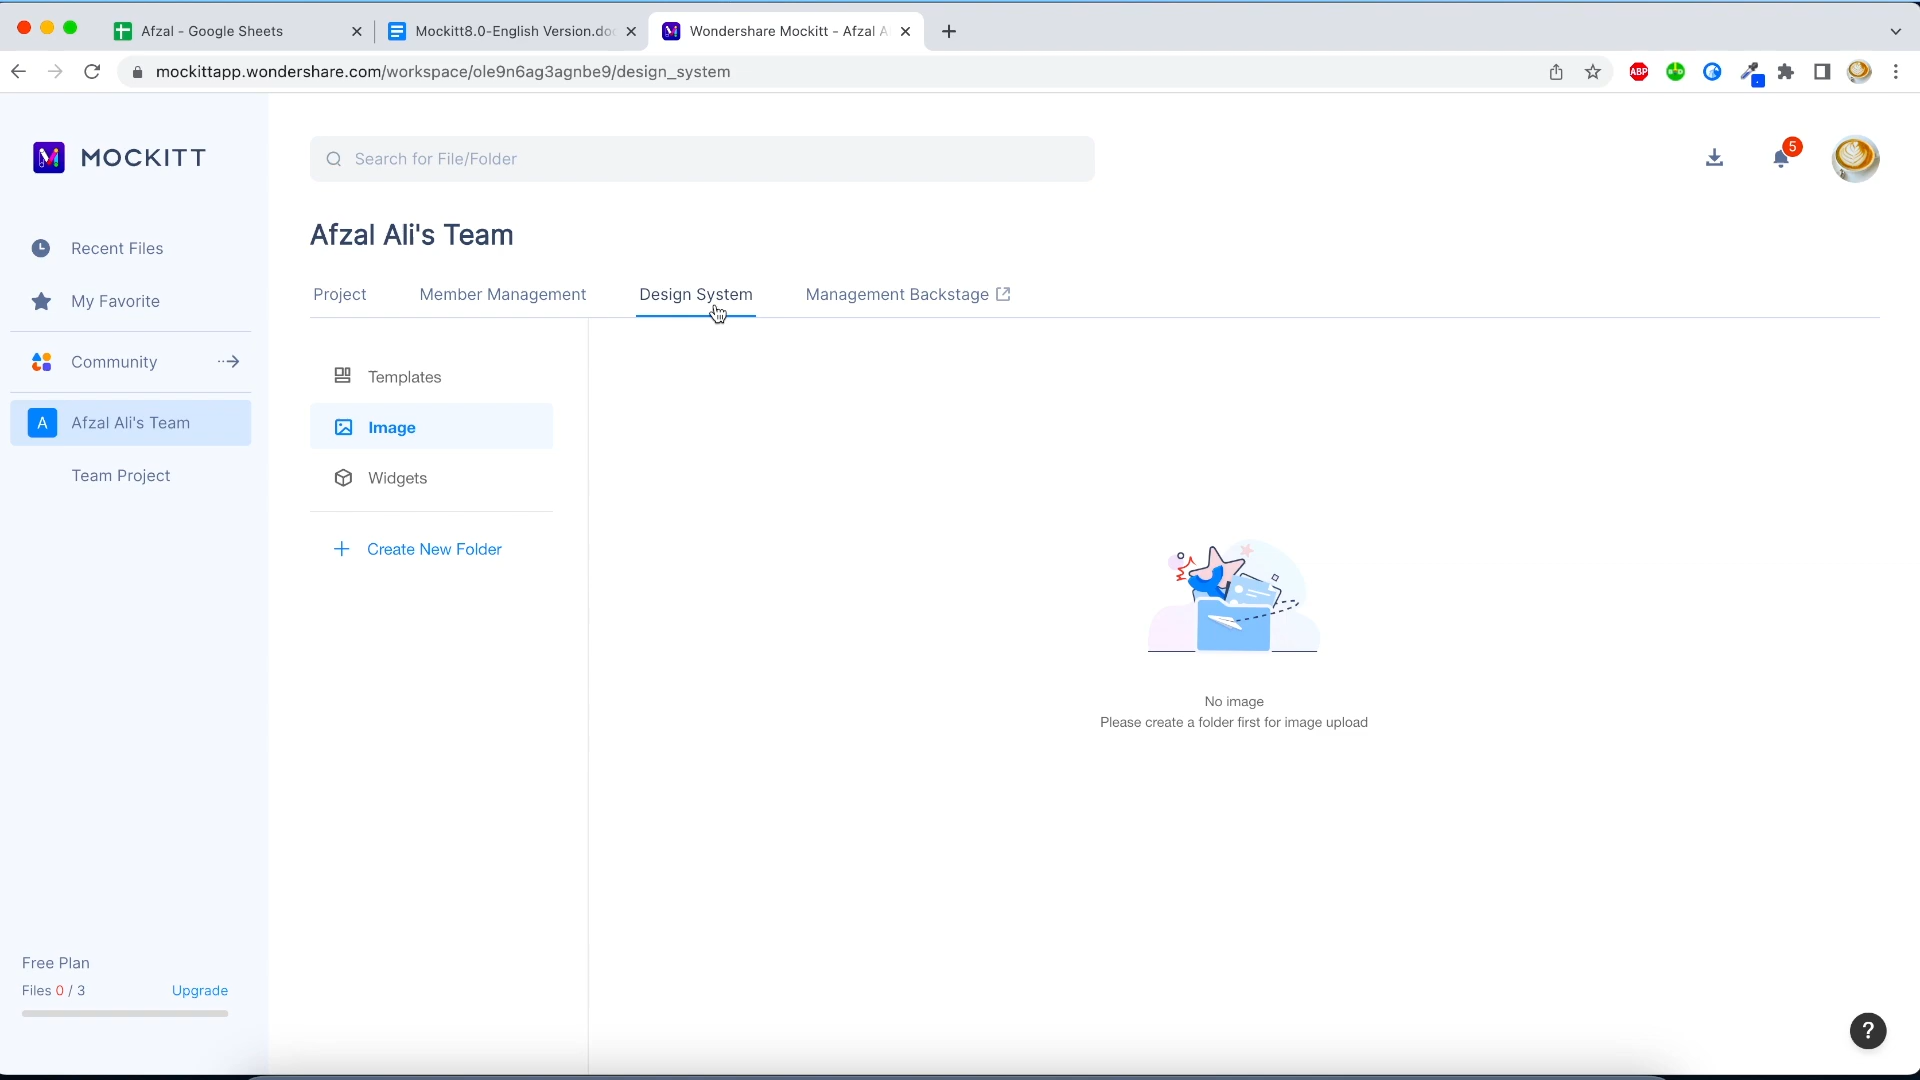 Afzal - Google Sheets
Mockitt8.0-English Version.doc
Wondershare Mockitt - Afzal A
mockittapp.wondershare.com/workspace/ole9n6ag3agnbe9/design_system
ABP
MOCKITT
Search for File/Folder
5
Recent Files
My Favorite
Community
A Afzal Ali's Team
Team Project
Afzal Ali's Team
Project
Member Management
Design System
Management Backstage
Templates
Image
Widgets
+ Create New Folder
No image
Please create a folder first for image upload
Free Plan
Files 0 / 3
Upgrade
?